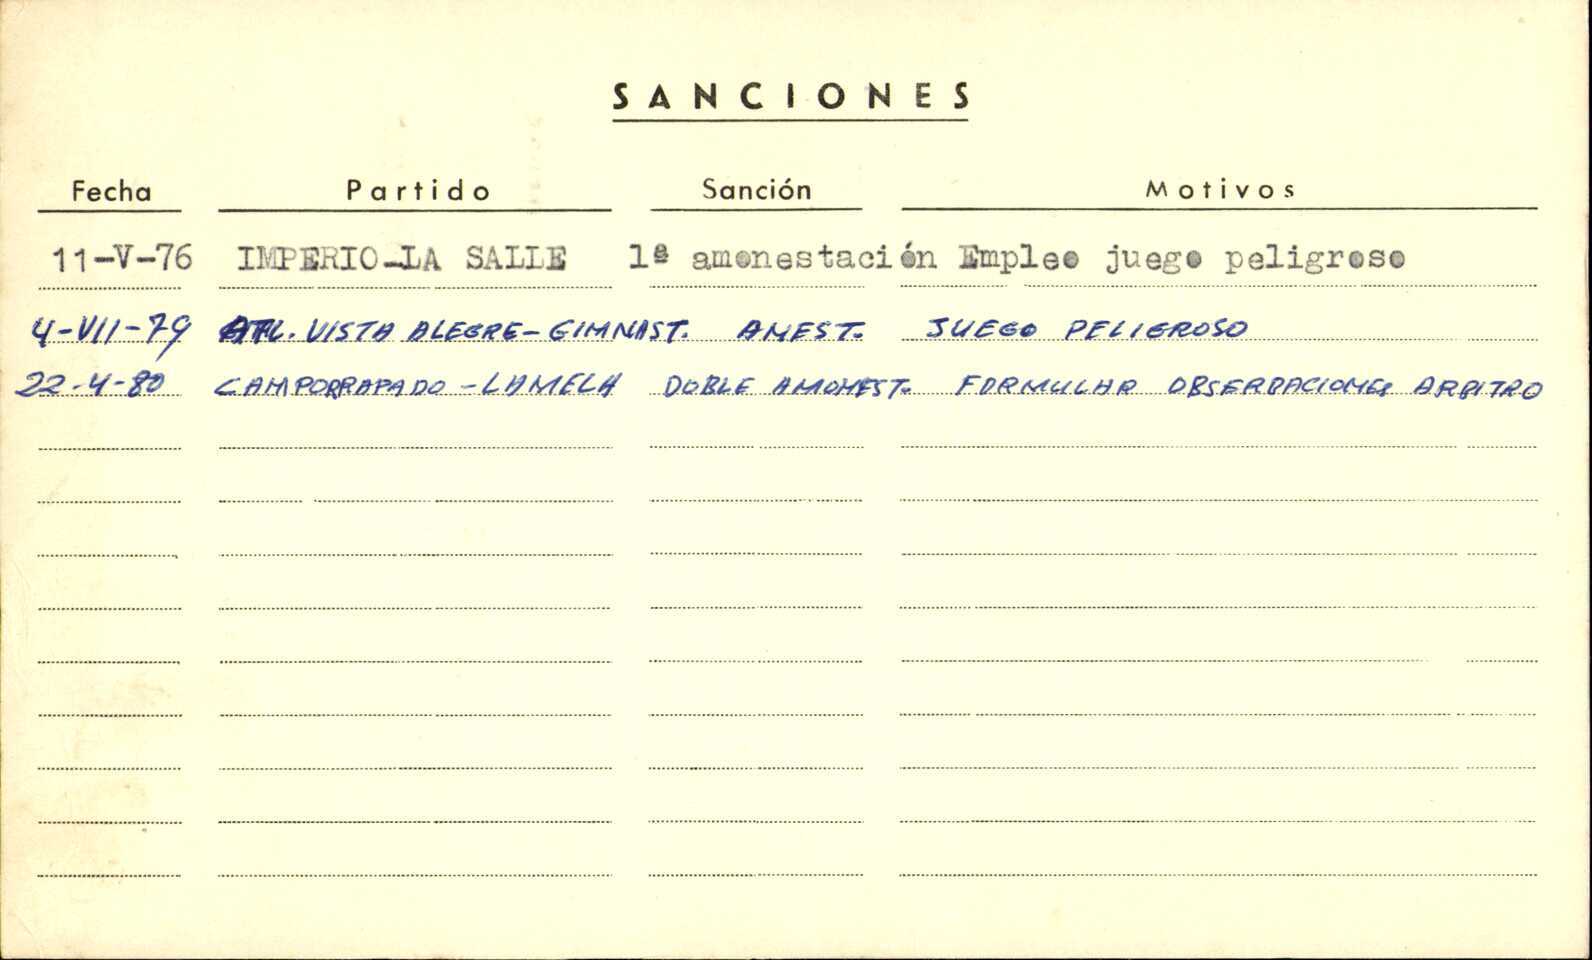 SANCIONES
Fecha Partido Sanción Motivos
11-V-76 IMPERIO-LA SALLE 1ª amonestación Empleo juego peligroso
4-VII-79 ATL. VISTA ALEGRE-GIMNAST. AMEST. JUEGO PELIGROSO
22-4-80 CAMPORRAPADO-LAMELA DOBLE AMONEST. FORMULAR OBSERBACIONES ARBITRO